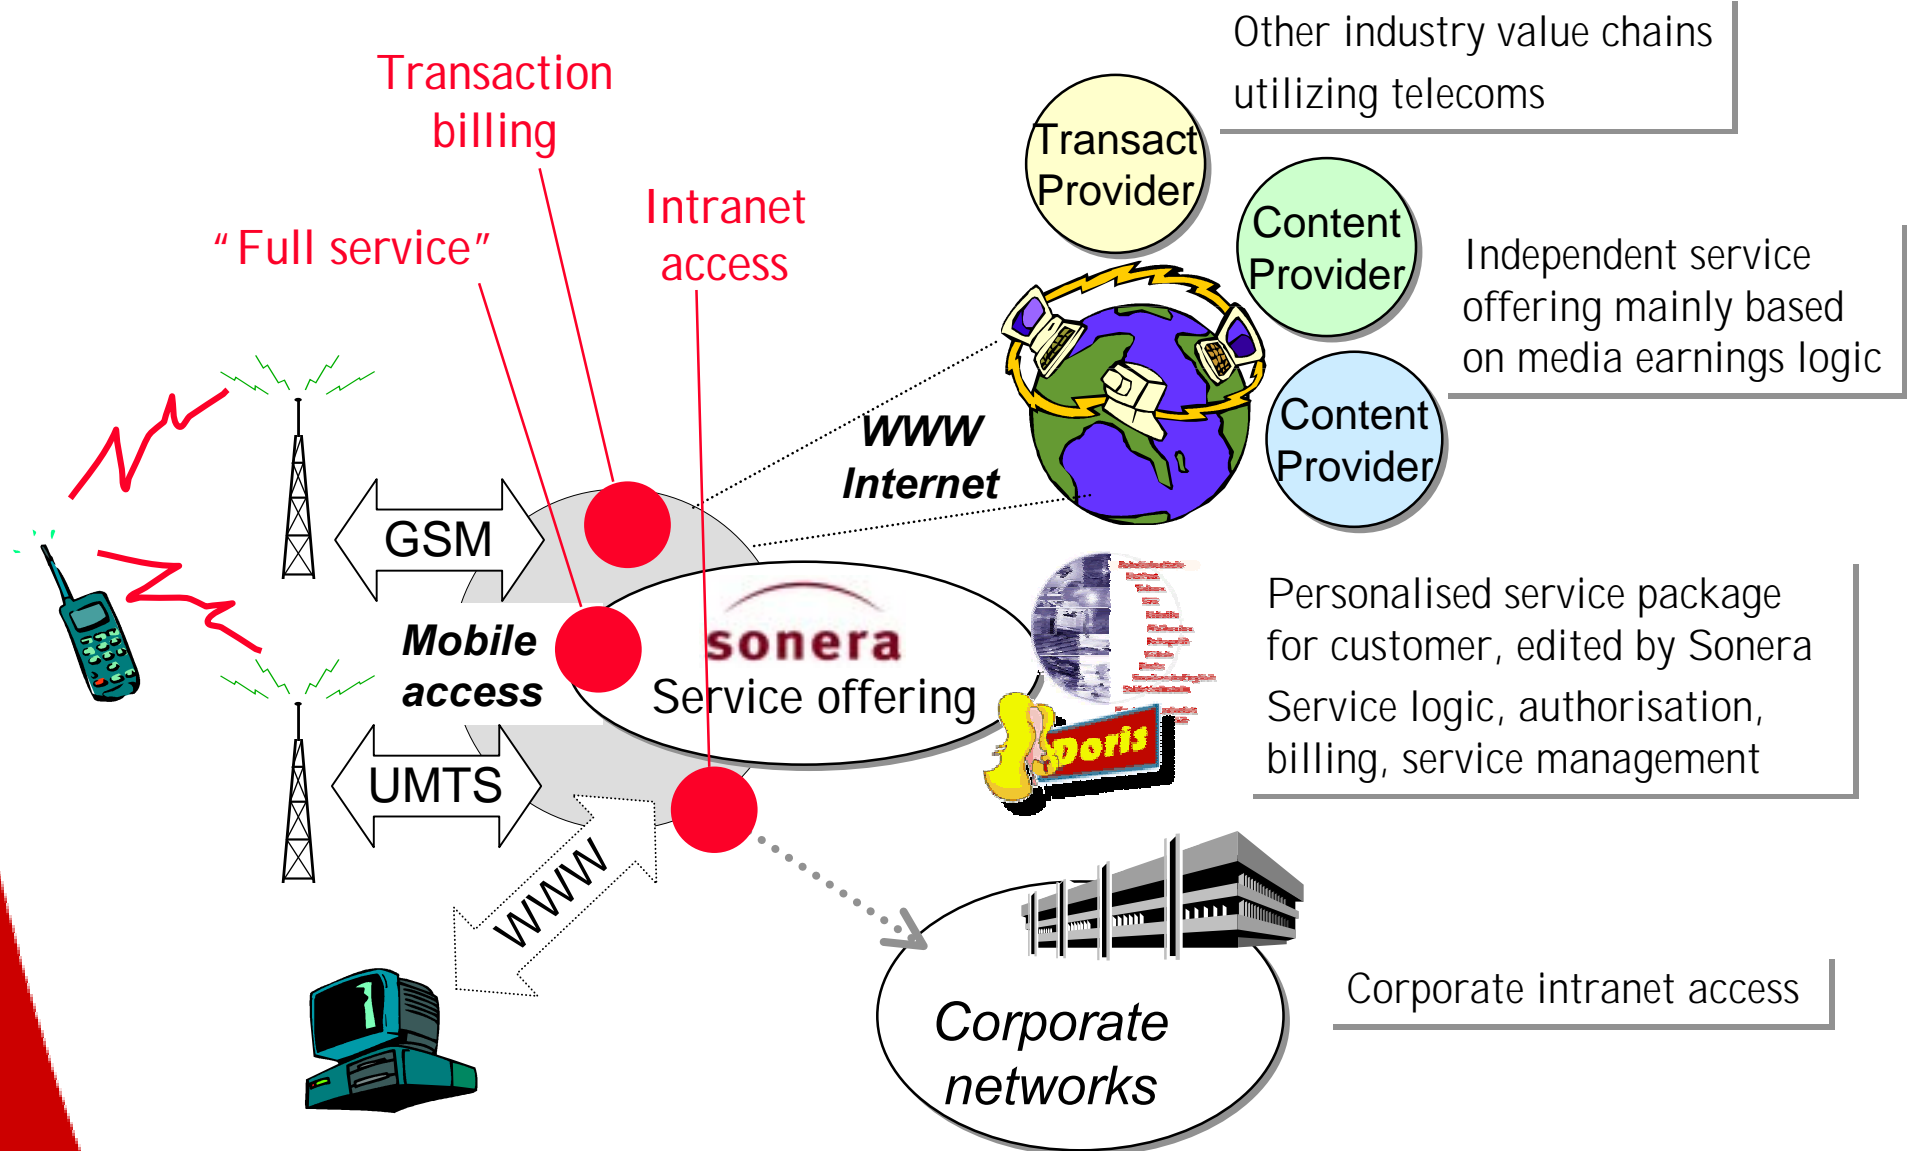 Other industry value chains
utilizing telecoms
Transaction
billing
Transact
Provider
Intranet
access
“Full service”
Content
Provider
Independent service
offering mainly based
on media earnings logic
WWW
Internet
Content
Provider
GSM
Mobile
access
sonera
Service offering
Personalised service package
for customer, edited by Sonera
Service logic, authorisation,
billing, service management
Doris
UMTS
WWW
Corporate intranet access
Corporate
networks